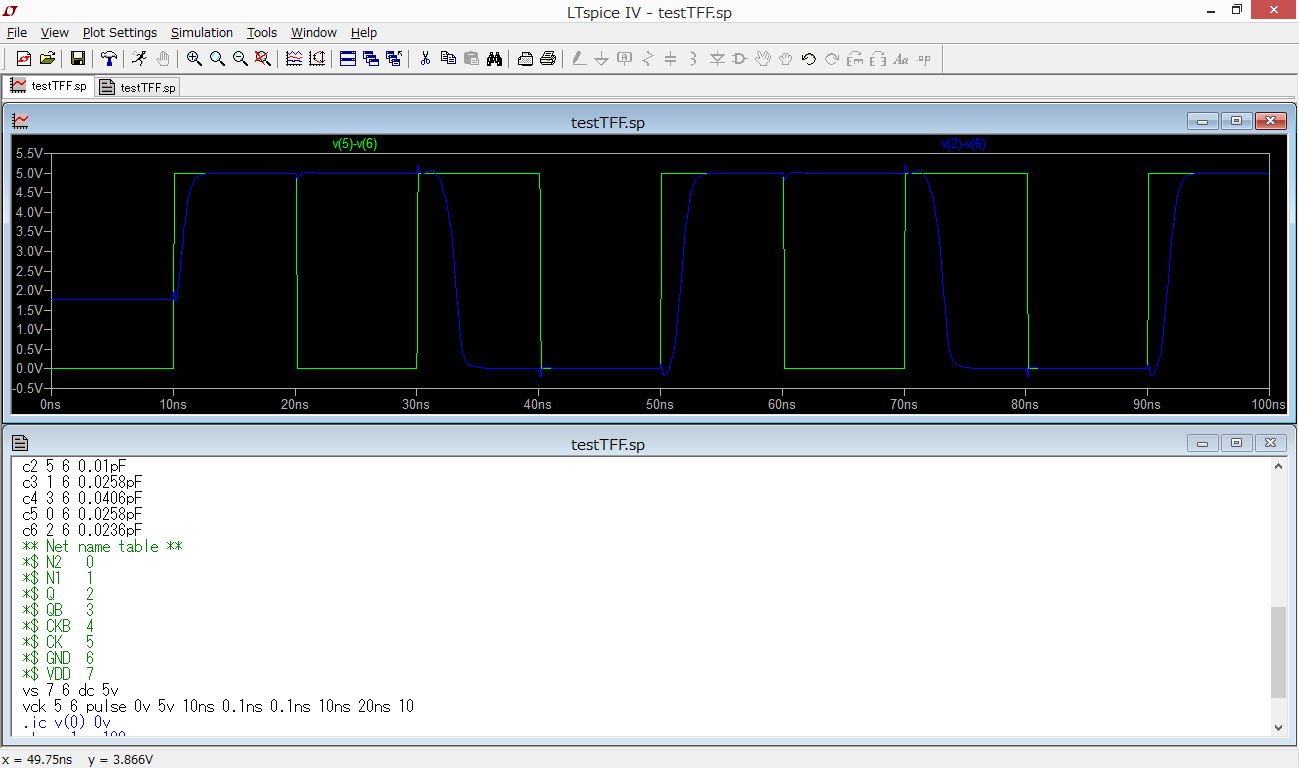 LTspice IV - testTFF.sp
File View Plot Settings Simulation Tools Window Help
testTFF.sp testTFF.sp
testTFF.sp
v(5)-v(6) v(2)-v(6)
5.5V
5.0V
4.5V
4.0V
3.5V
3.0V
2.5V
2.0V
1.5V
1.0V
0.5V
0.0V
-0.5V
0ns 10ns 20ns 30ns 40ns 50ns 60ns 70ns 80ns 90ns 100ns
testTFF.sp
c2 5 6 0.01pF
c3 1 6 0.0258pF
c4 3 6 0.0406pF
c5 0 6 0.0258pF
c6 2 6 0.0236pF
** Net name table **
*$ N2 0
*$ N1 1
*$ Q 2
*$ QB 3
*$ CKB 4
*$ CK 5
*$ GND 6
*$ VDD 7
vs 7 6 dc 5v
vck 5 6 pulse 0v 5v 10ns 0.1ns 0.1ns 10ns 20ns 10
.ic v(0) 0v
x = 49.75ns y = 3.866V